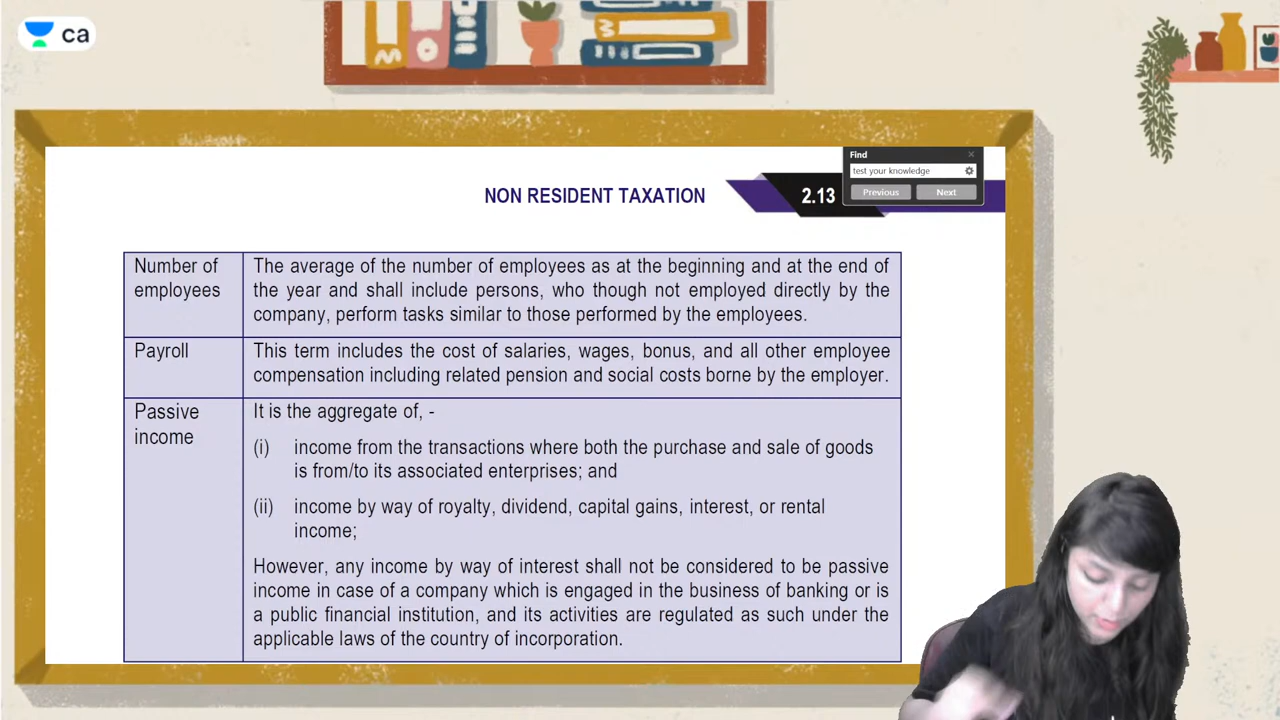 ca
Find
test your knowledge
Previous Next
NON RESIDENT TAXATION 2.13
Number of
employees
The average of the number of employees as at the beginning and at the end of
the year and shall include persons, who though not employed directly by the
company, perform tasks similar to those performed by the employees.
Payroll
This term includes the cost of salaries, wages, bonus, and all other employee
compensation including related pension and social costs borne by the employer.
Passive
income
It is the aggregate of, -
(i) income from the transactions where both the purchase and sale of goods
is from/to its associated enterprises; and
(ii) income by way of royalty, dividend, capital gains, interest, or rental
income;
However, any income by way of interest shall not be considered to be passive
income in case of a company which is engaged in the business of banking or is
a public financial institution, and its activities are regulated as such under the
applicable laws of the country of incorporation.